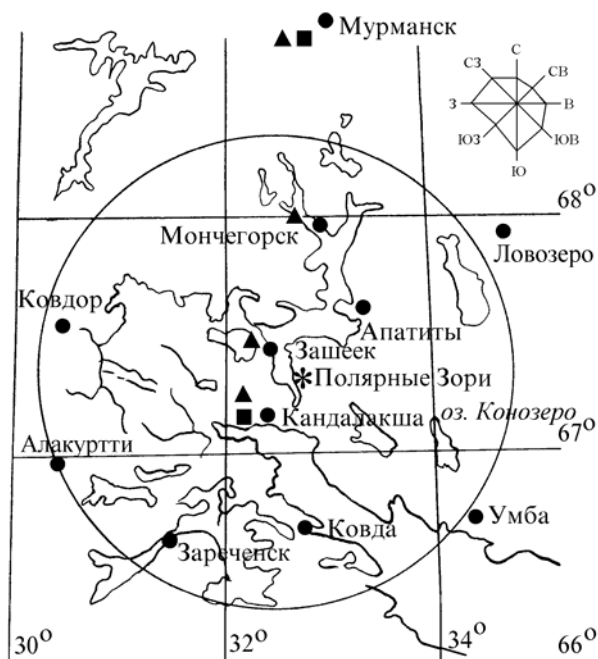 Мурманск
С
СЗ
СВ
З
В
ЮЗ
ЮВ
Ю
68°
Мончегорск
Ловозеро
Ковдор
Апатиты
Зашеек
Полярные Зори
Кандалакша
оз. Конозеро
Алакуртти
67°
Умба
Ковда
Зареченск
30°
32°
34°
66°